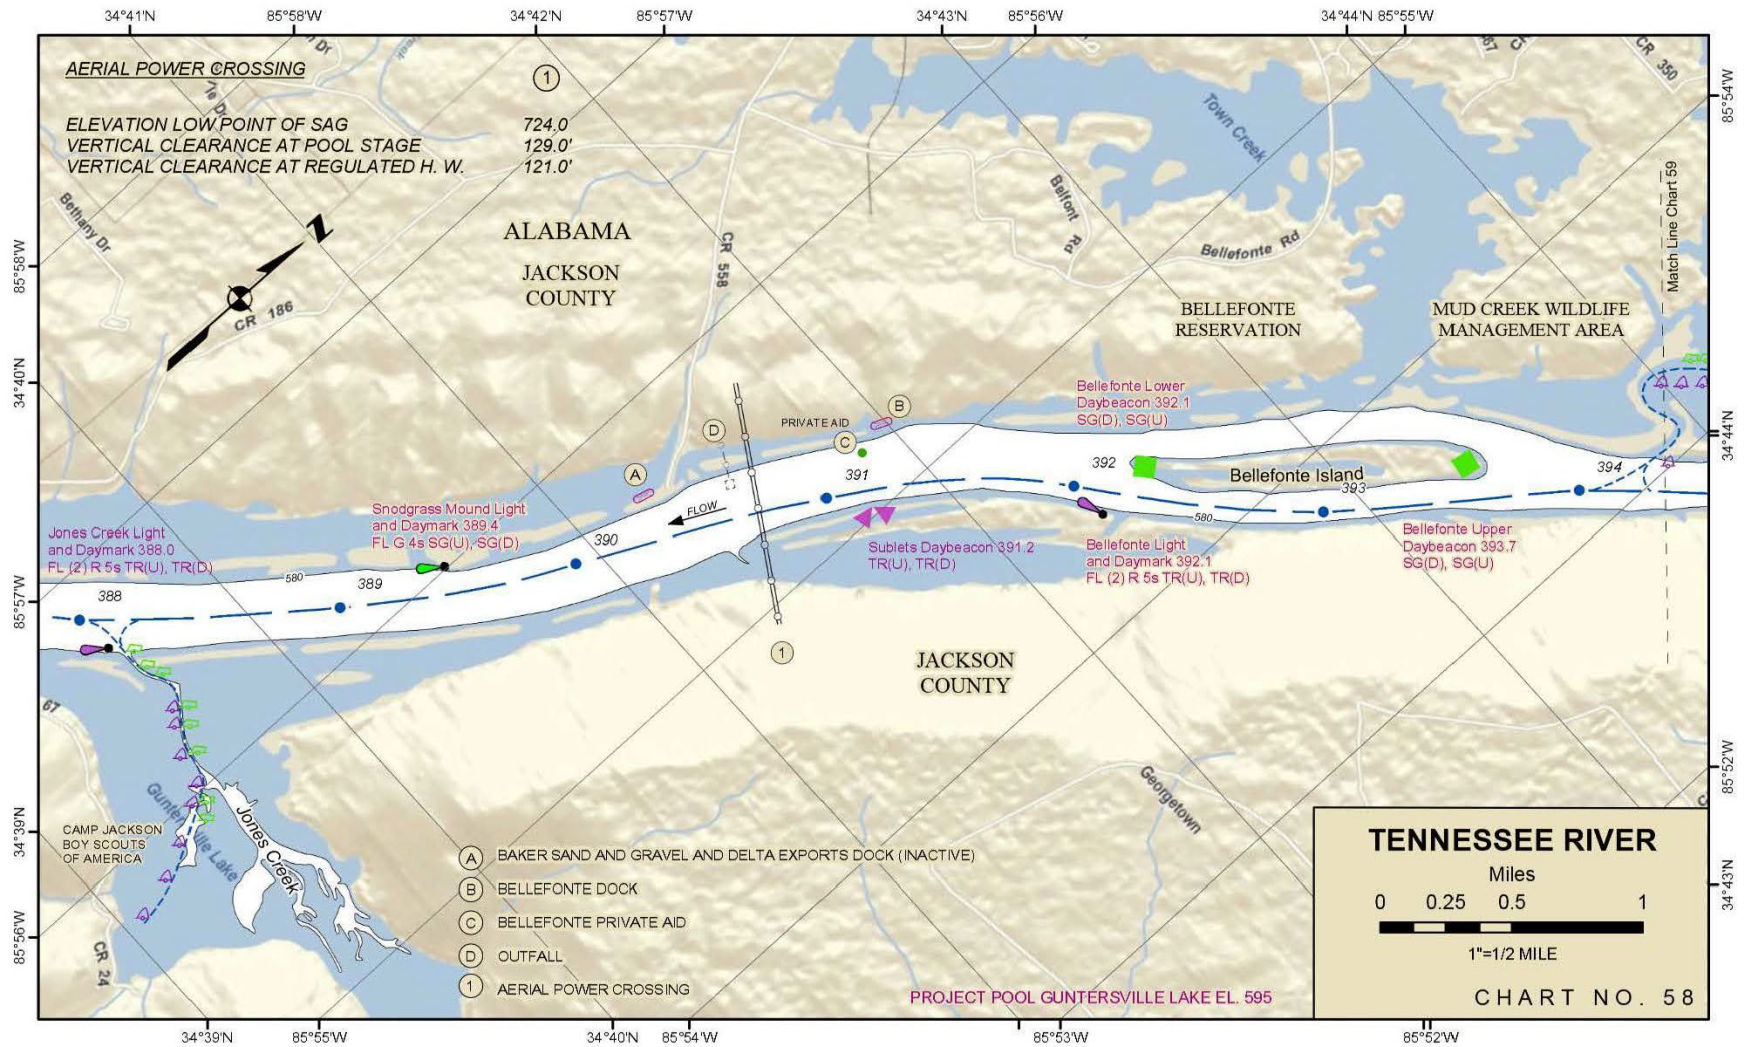 34°41'N
85°58'W
34°42'N
85°57'W
34°43'N
85°56'W
34°44'N
85°55'W
AERIAL POWER CROSSING
1
ELEVATION LOW POINT OF SAG 724.0
VERTICAL CLEARANCE AT POOL STAGE 129.0'
VERTICAL CLEARANCE AT REGULATED H. W. 121.0'
CR 350
85°54'W
Town Creek
Match Line Chart 59
Bethany Dr
N
CR 186
ALABAMA
JACKSON
COUNTY
CR 558
Belfont Rd
Bellefonte Rd
85°58'W
BELLEFONTE
RESERVATION
MUD CREEK WILDLIFE
MANAGEMENT AREA
34°40'N
34°44'N
Bellefonte Lower
Daybeacon 392.1
SG(D), SG(U)
B
PRIVATE AID
D
C
A
391
392
Bellefonte Island
393
394
Snodgrass Mound Light
and Daymark 389.4
FL G 4s SG(U), SG(D)
FLOW
390
580
Jones Creek Light
and Daymark 388.0
FL (2) R 5s TR(U), TR(D)
Sublets Daybeacon 391.2
TR(U), TR(D)
Bellefonte Light
and Daymark 392.1
FL (2) R 5s TR(U), TR(D)
Bellefonte Upper
Daybeacon 393.7
SG(D), SG(U)
580
389
388
85°57'W
1
JACKSON
COUNTY
67
85°52'W
Georgetown
Guntersville Lake
Jones Creek
CAMP JACKSON
BOY SCOUTS
OF AMERICA
34°39'N
CR 24
85°56'W
A BAKER SAND AND GRAVEL AND DELTA EXPORTS DOCK (INACTIVE)
B BELLEFONTE DOCK
C BELLEFONTE PRIVATE AID
D OUTFALL
1 AERIAL POWER CROSSING
PROJECT POOL GUNTERSVILLE LAKE EL. 595
TENNESSEE RIVER
Miles
0 0.25 0.5 1
1"=1/2 MILE
CHART NO. 58
34°43'N
34°39'N
85°55'W
34°40'N
85°54'W
85°53'W
85°52'W